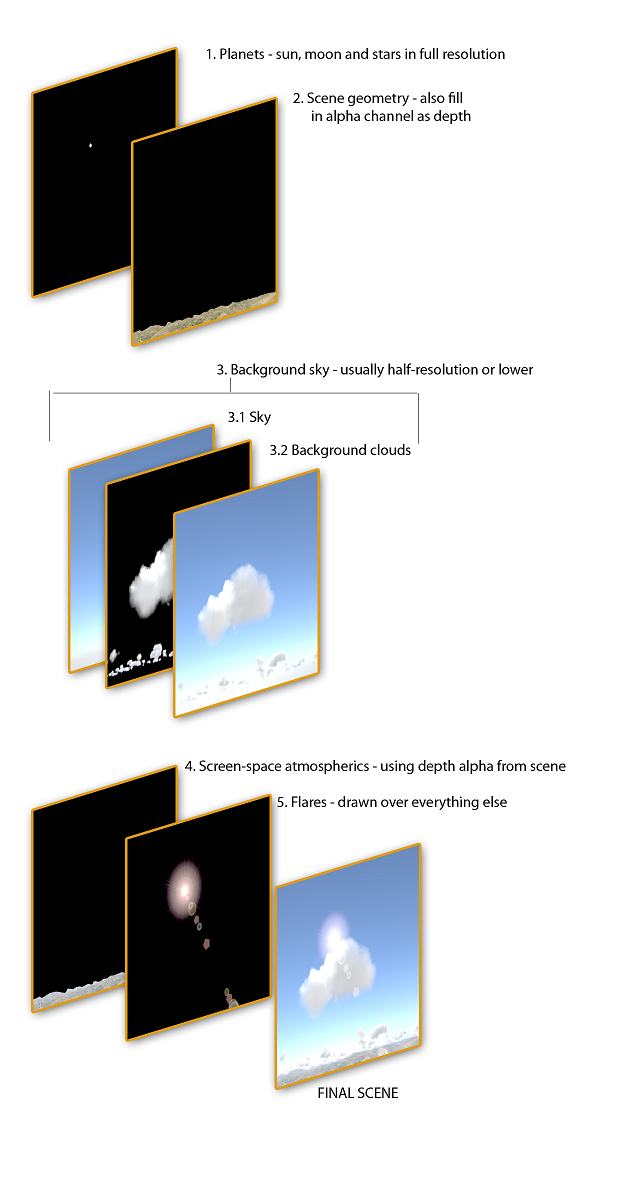 1. Planets - sun, moon and stars in full resolution
2. Scene geometry - also fill
in alpha channel as depth
3. Background sky - usually half-resolution or lower
3.1 Sky
3.2 Background clouds
4. Screen-space atmospherics - using depth alpha from scene
5. Flares - drawn over everything else
FINAL SCENE